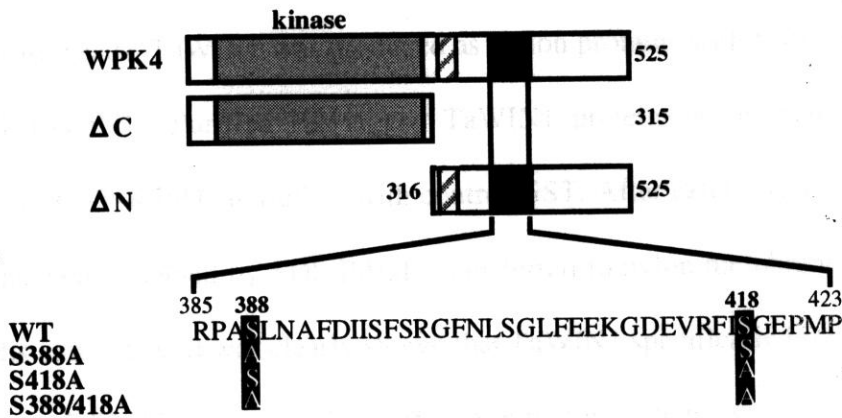 kinase
WPK4 525
ΔC 315
ΔN 316 525
385 388 418 423
WT RPASLNAFDIISFSRGFNLSGLFEEKGDEVRFISGEPMP
S388A A S
S418A S A
S388/418A A A